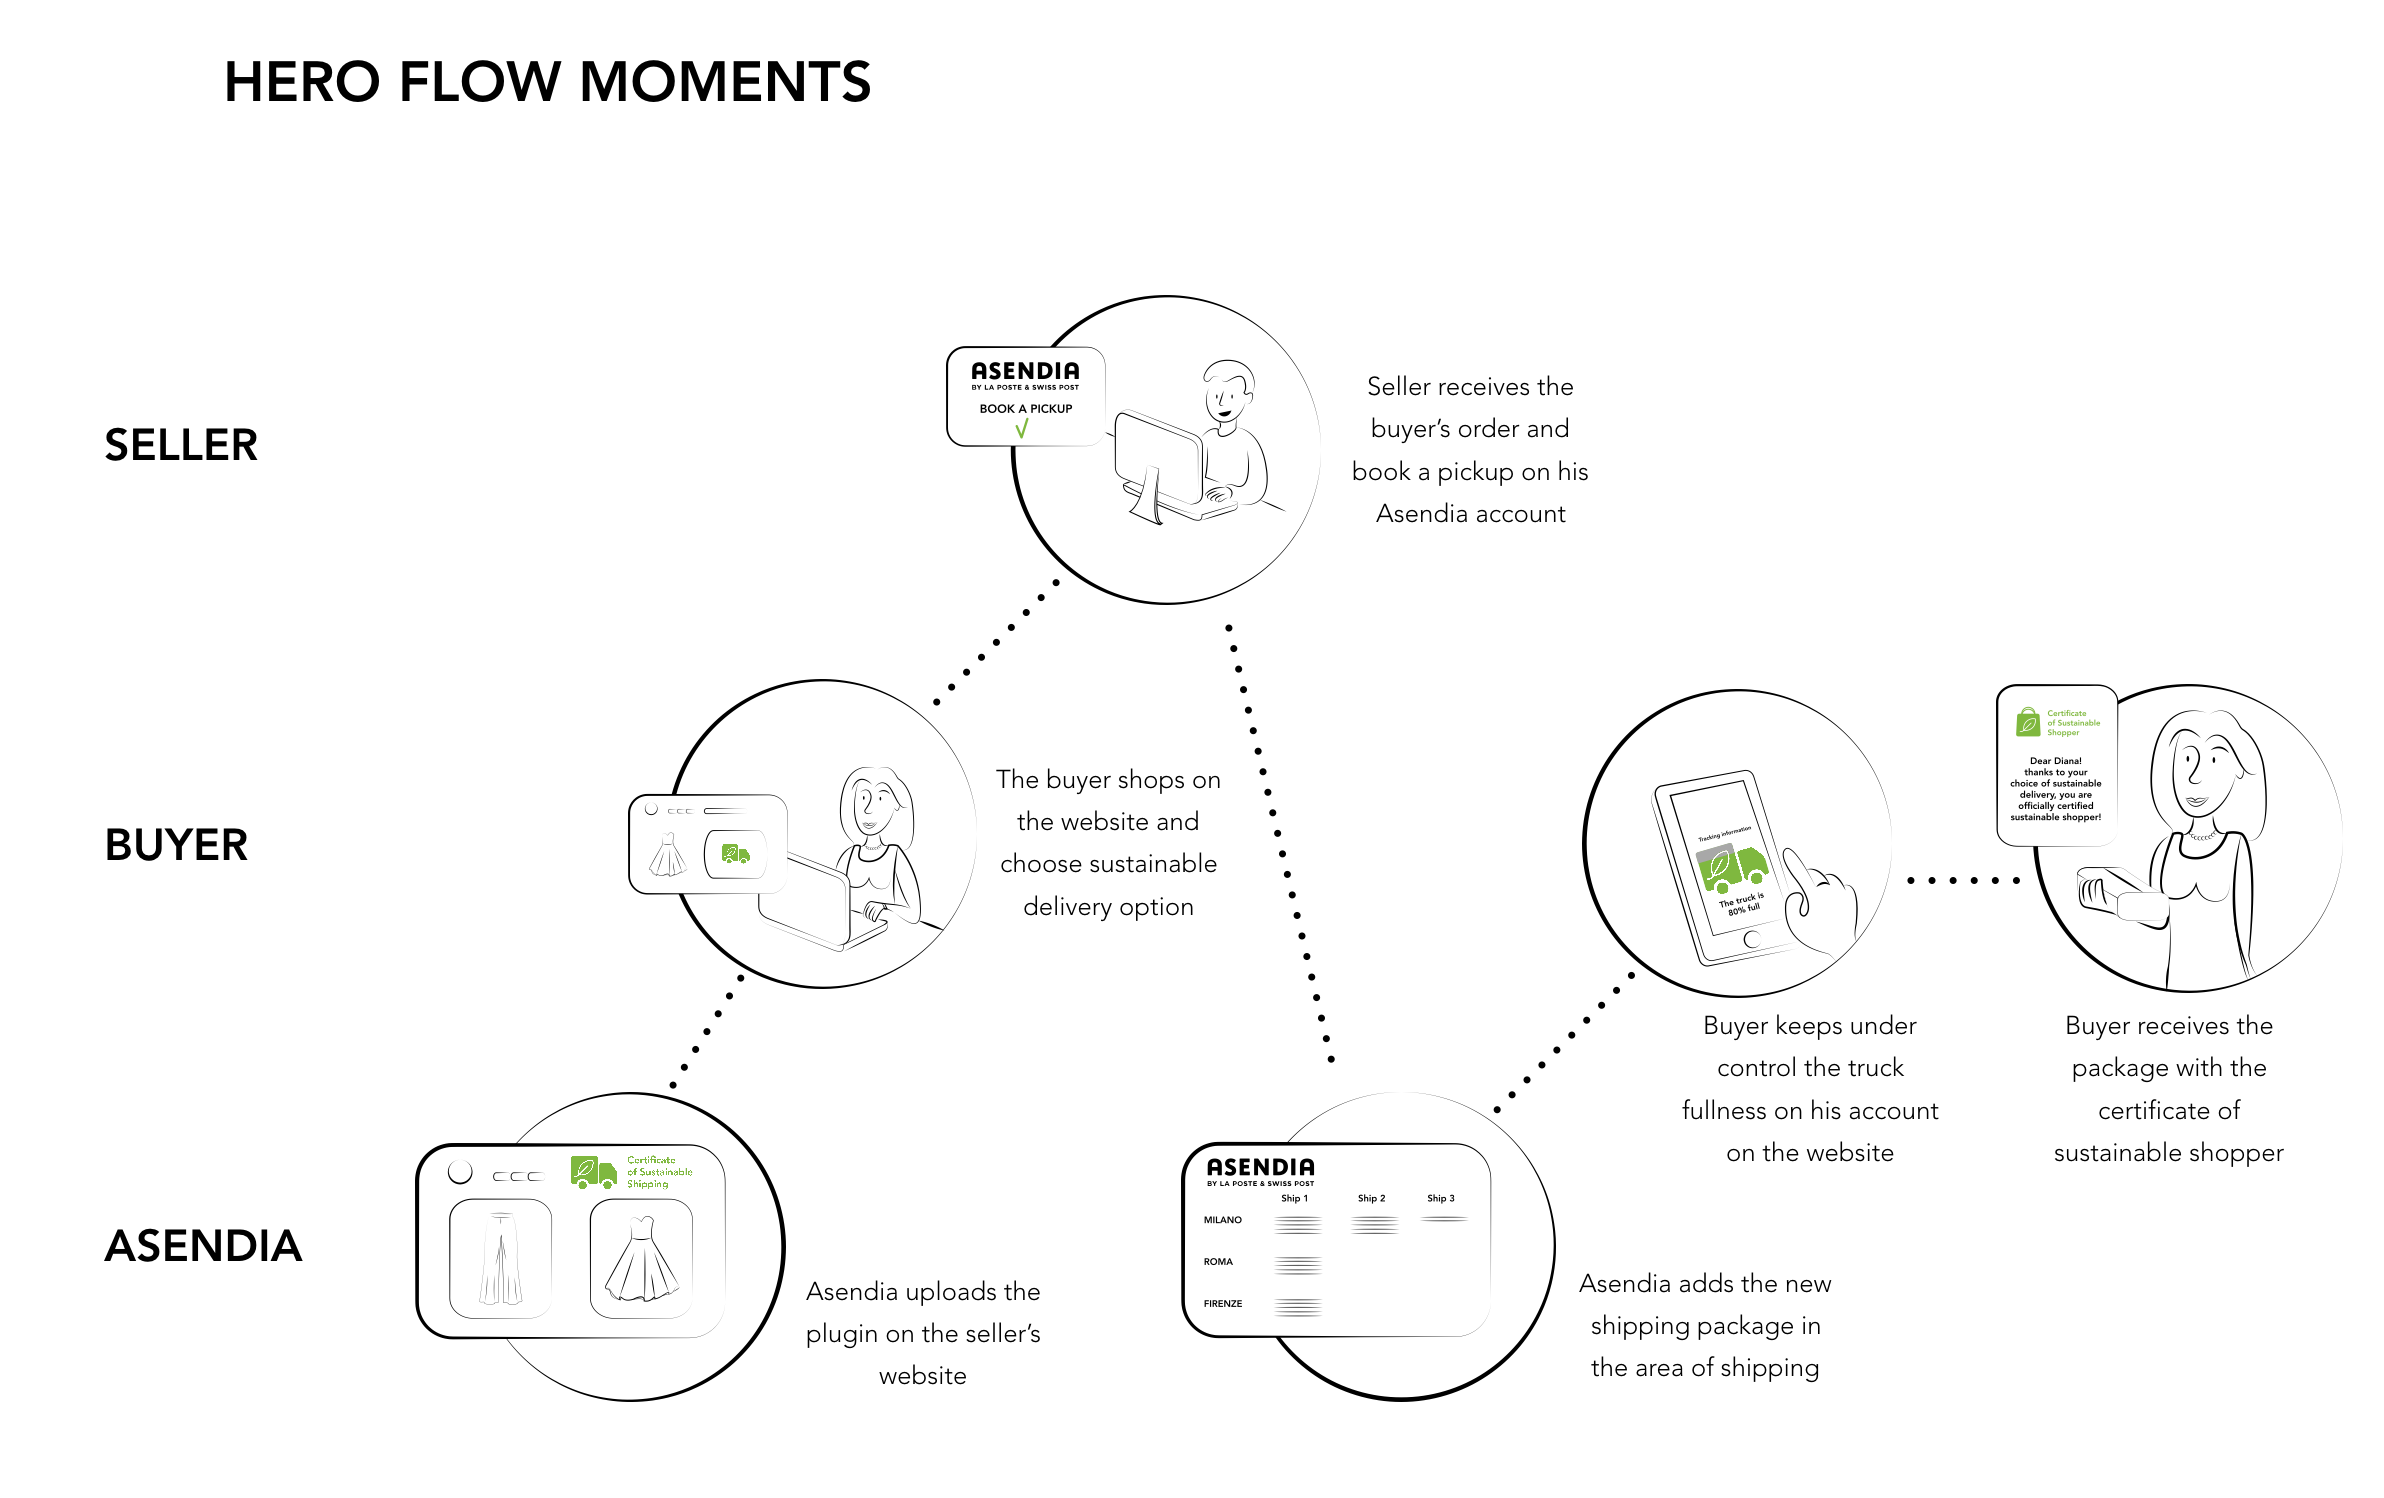 HERO FLOW MOMENTS
SELLER
ASENDIA
BY LA POSTE & SWISS POST
BOOK A PICKUP
Seller receives the
buyer’s order and
book a pickup on his
Asendia account
BUYER
The buyer shops on
the website and
choose sustainable
delivery option
Tracking information
The truck is
80% full
Buyer keeps under
control the truck
fullness on his account
on the website
Certificate
of Sustainable
Shopper
Dear Diana!
thanks to your
choice of sustainable
delivery, you are
officially certified
sustainable shopper!
Buyer receives the
package with the
certificate of
sustainable shopper
ASENDIA
Certificate
of Sustainable
Shipping
Asendia uploads the
plugin on the seller’s
website
ASENDIA
BY LA POSTE & SWISS POST
Ship 1 Ship 2 Ship 3
MILANO
ROMA
FIRENZE
Asendia adds the new
shipping package in
the area of shipping